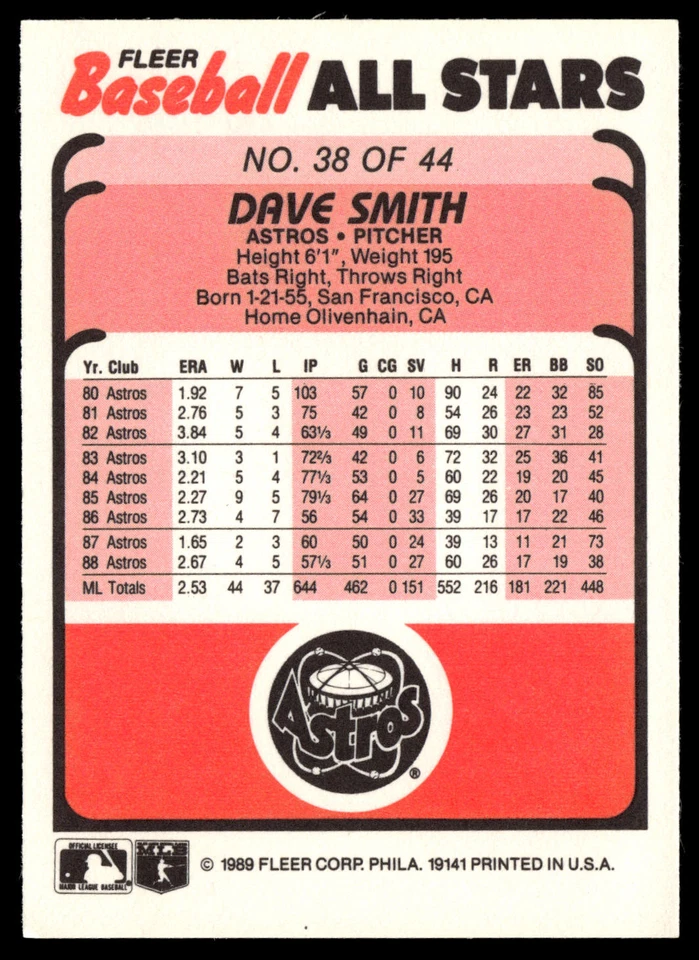 FLEER
Baseball ALL STARS
NO. 38 OF 44
DAVE SMITH
ASTROS • PITCHER
Height 6'1", Weight 195
Bats Right, Throws Right
Born 1-21-55, San Francisco, CA
Home Olivenhain, CA
Yr. Club ERA W L IP G CG SV H R ER BB SO
80 Astros 1.92 7 5 103 57 0 10 90 24 22 32 85
81 Astros 2.76 5 3 75 42 0 8 54 26 23 23 52
82 Astros 3.84 5 4 63⅓ 49 0 11 69 30 27 31 28
83 Astros 3.10 3 1 72⅔ 42 0 6 72 32 25 36 41
84 Astros 2.21 5 4 77⅓ 53 0 5 60 22 19 20 45
85 Astros 2.27 9 5 79⅓ 64 0 27 69 26 20 17 40
86 Astros 2.73 4 7 56 54 0 33 39 17 17 22 46
87 Astros 1.65 2 3 60 50 0 24 39 13 11 21 73
88 Astros 2.67 4 5 57⅓ 51 0 27 60 26 17 19 38
ML Totals 2.53 44 37 644 462 0 151 552 216 181 221 448
Astros
®
OFFICIAL LICENSEE
MAJOR LEAGUE BASEBALL®
© 1989 FLEER CORP. PHILA. 19141 PRINTED IN U.S.A.